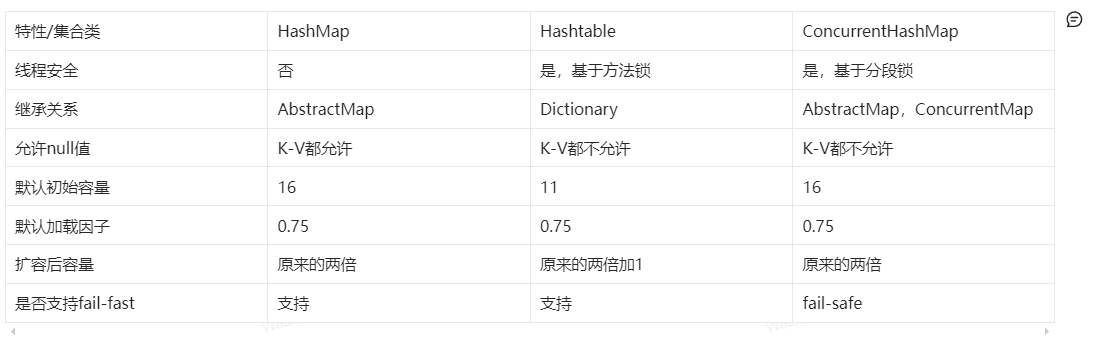 特性/集合类 HashMap Hashtable ConcurrentHashMap
线程安全 否 是，基于方法锁 是，基于分段锁
继承关系 AbstractMap Dictionary AbstractMap，ConcurrentMap
允许null值 K-V都允许 K-V都不允许 K-V都不允许
默认初始容量 16 11 16
默认加载因子 0.75 0.75 0.75
扩容后容量 原来的两倍 原来的两倍加1 原来的两倍
是否支持fail-fast 支持 支持 fail-safe